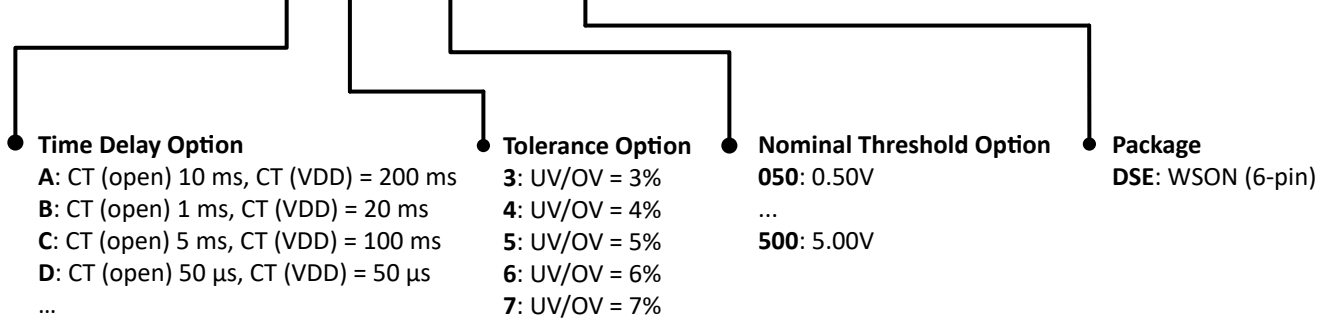 Time Delay Option
A: CT (open) 10 ms, CT (VDD) = 200 ms
B: CT (open) 1 ms, CT (VDD) = 20 ms
C: CT (open) 5 ms, CT (VDD) = 100 ms
D: CT (open) 50 µs, CT (VDD) = 50 µs
...
Tolerance Option
3: UV/OV = 3%
4: UV/OV = 4%
5: UV/OV = 5%
6: UV/OV = 6%
7: UV/OV = 7%
Nominal Threshold Option
050: 0.50V
...
500: 5.00V
Package
DSE: WSON (6-pin)